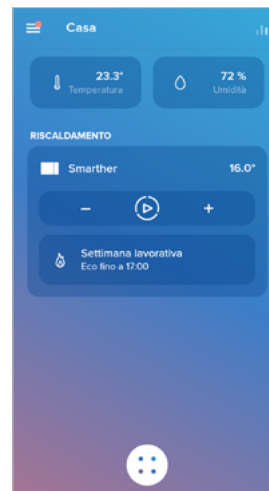 Casa
23.3°
Temperatura
72 %
Umidità
RISCALDAMENTO
Smarther
16.0°
Settimana lavorativa
Eco fino a 17:00